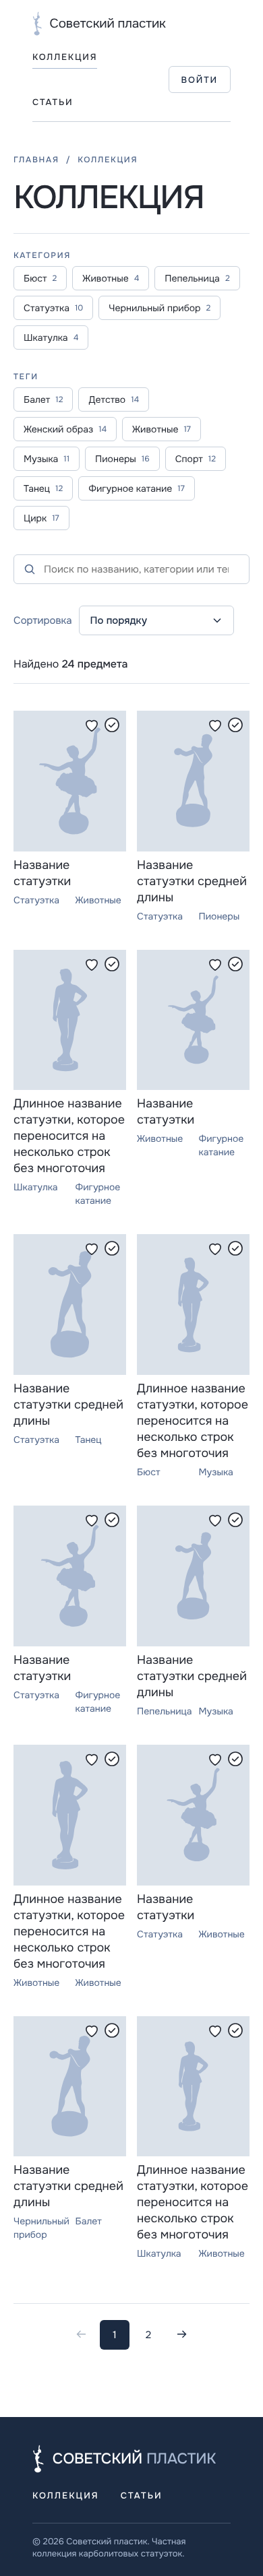 Советский пластик
КОЛЛЕКЦИЯ
ВОЙТИ
СТАТЬИ
ГЛАВНАЯ / КОЛЛЕКЦИЯ
КОЛЛЕКЦИЯ
КАТЕГОРИЯ
Бюст 2 Животные 4 Пепельница 2
Статуэтка 10 Чернильный прибор 2
Шкатулка 4
ТЕГИ
Балет 12 Детство 14
Женский образ 14 Животные 17
Музыка 11 Пионеры 16 Спорт 12
Танец 12 Фигурное катание 17
Цирк 17
Поиск по названию, категории или те
Сортировка По порядку
Найдено 24 предмета
Название
статуэтки
Статуэтка Животные
Название
статуэтки средней
длины
Статуэтка Пионеры
Длинное название
статуэтки, которое
переносится на
несколько строк
без многоточия
Шкатулка Фигурное
катание
Название
статуэтки
Животные Фигурное
катание
Название
статуэтки средней
длины
Статуэтка Танец
Длинное название
статуэтки, которое
переносится на
несколько строк
без многоточия
Бюст Музыка
Название
статуэтки
Статуэтка Фигурное
катание
Название
статуэтки средней
длины
Пепельница Музыка
Длинное название
статуэтки, которое
переносится на
несколько строк
без многоточия
Животные Животные
Название
статуэтки
Статуэтка Животные
Название
статуэтки средней
длины
Чернильный Балет
прибор
Длинное название
статуэтки, которое
переносится на
несколько строк
без многоточия
Шкатулка Животные
← 1 2 →
СОВЕТСКИЙ ПЛАСТИК
КОЛЛЕКЦИЯ СТАТЬИ
© 2026 Советский пластик. Частная
коллекция карболитовых статуэток.